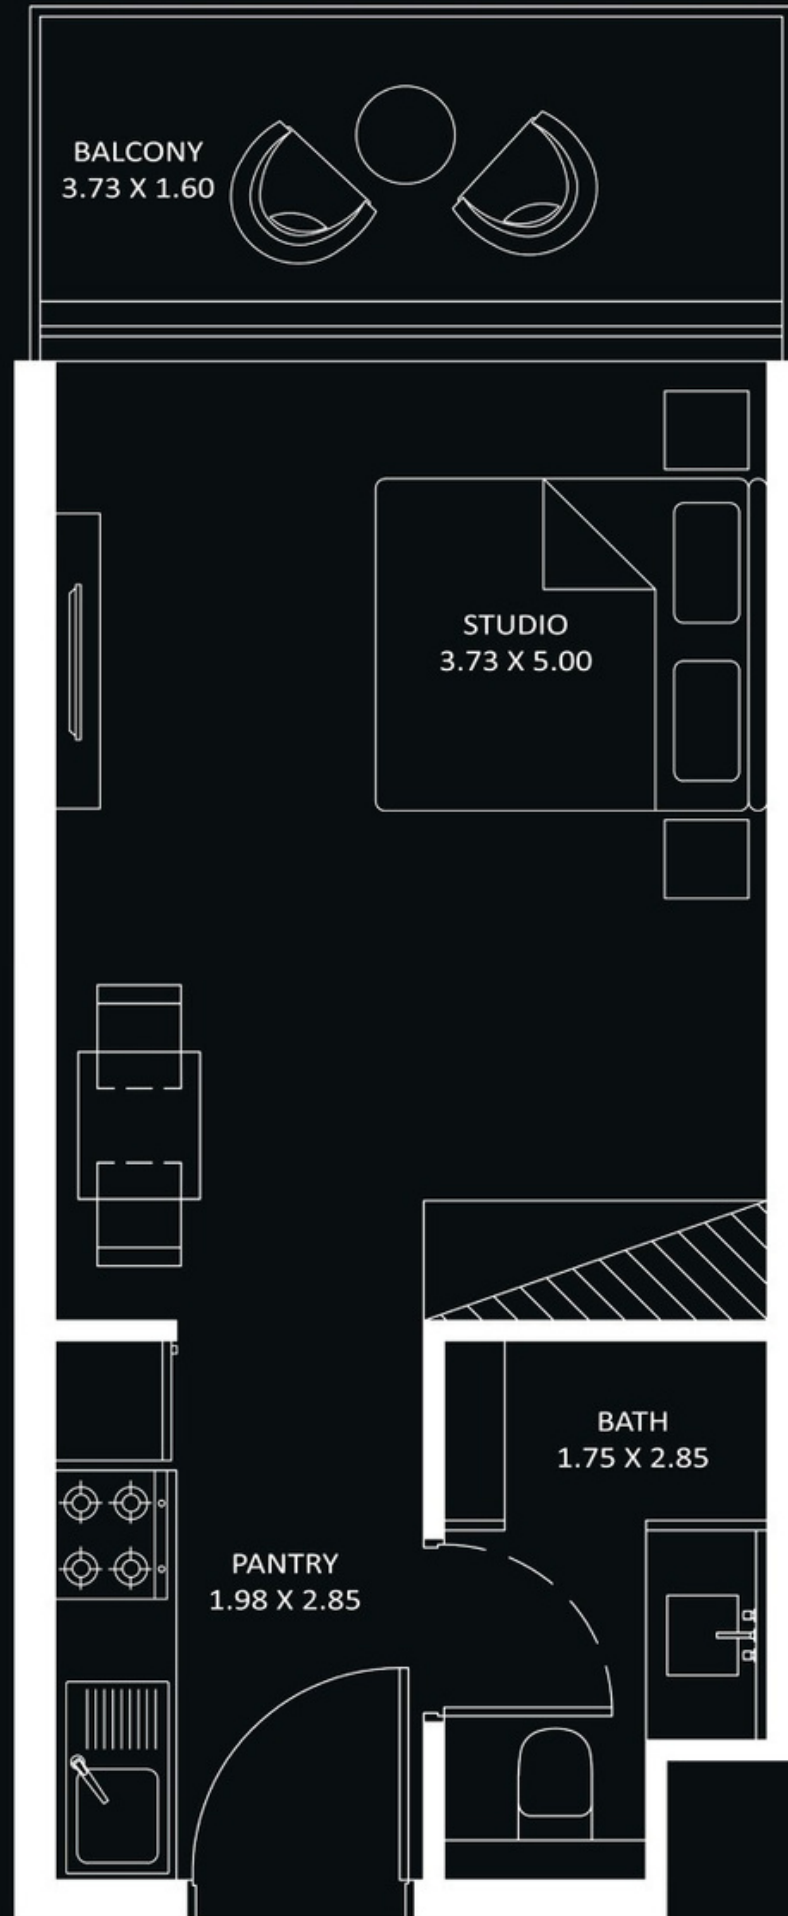 BALCONY
3.73 X 1.60
STUDIO
3.73 X 5.00
BATH
1.75 X 2.85
PANTRY
1.98 X 2.85